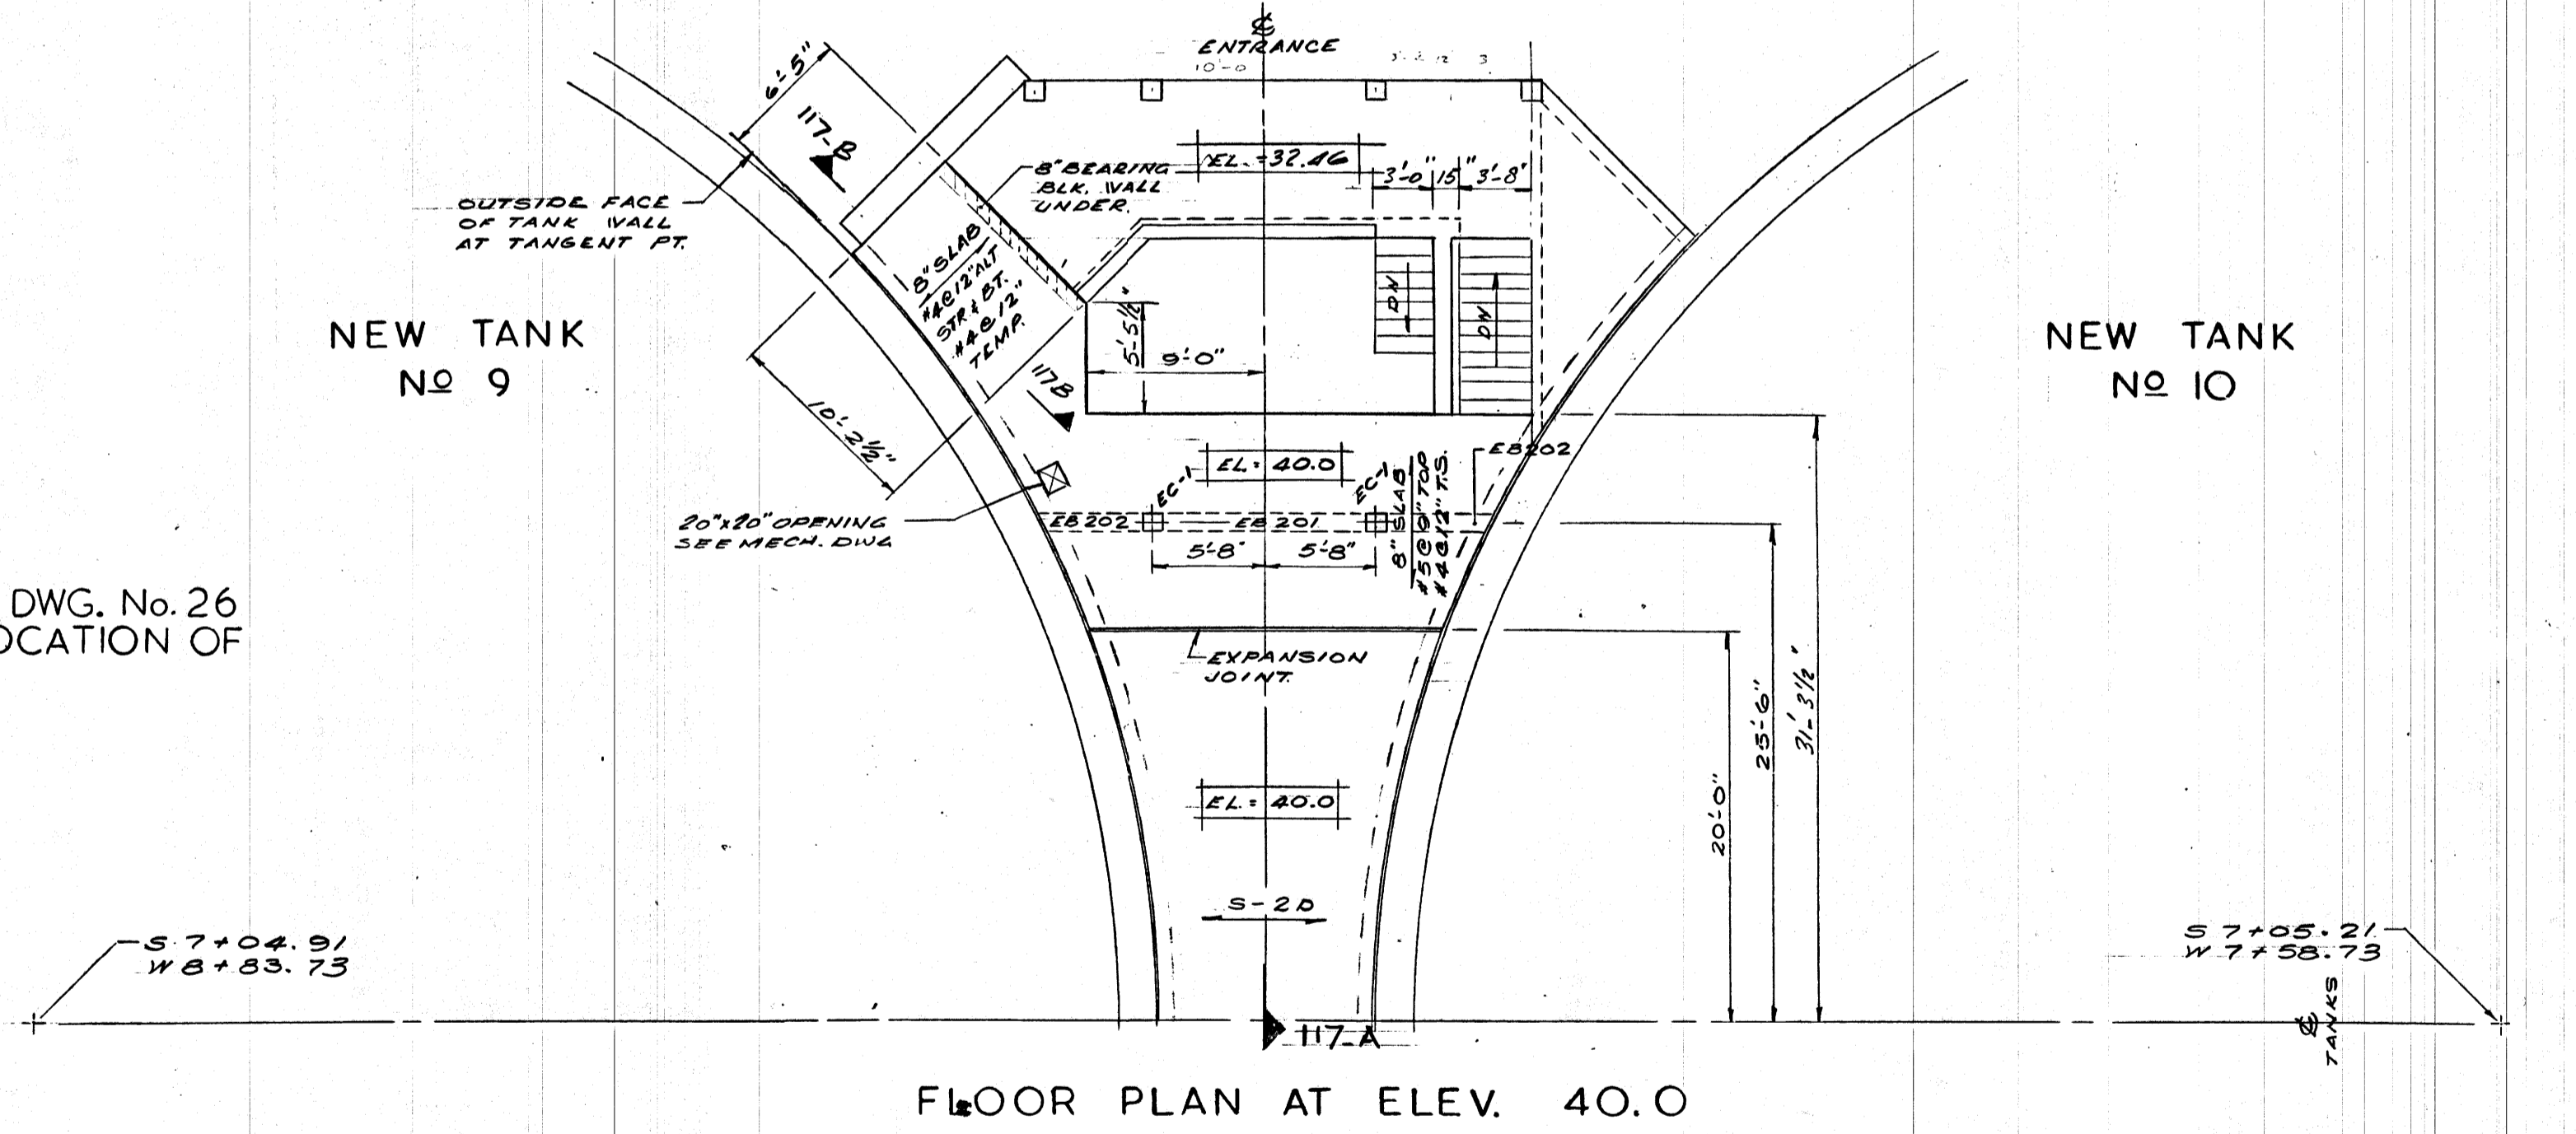 ℄
ENTRANCE
10'-0
6'-5"
117-B
8" BEARING
BLK. WALL
UNDER.
EL. = 32.46
3'-0"
15"
3'-8"
OUTSIDE FACE
OF TANK WALL
AT TANGENT PT.
8" SLAB
#4@12" ALT
STR. & BT.
#4@12"
TEMP.
DN
DN
5'-5½"
9'-0"
117B
10'-2½"
NEW TANK
No 9
NEW TANK
No 10
EL = 40.0
EC-1
EC-1
8" SLAB
#5@9" TOP
#4@12" T.S.
EB202
20"x20" OPENING
SEE MECH. DWG
EB 202
EB 201
5'-8"
5'-8"
DWG. No. 26
OCATION OF
EXPANSION
JOINT.
20'-0"
25'-6"
31'-3½"
EL. = 40.0
S-2D
S 7+04.91
W 8+83.73
S 7+05.21
W 7+58.73
℄
TANKS
117-A
FLOOR PLAN AT ELEV. 40.0